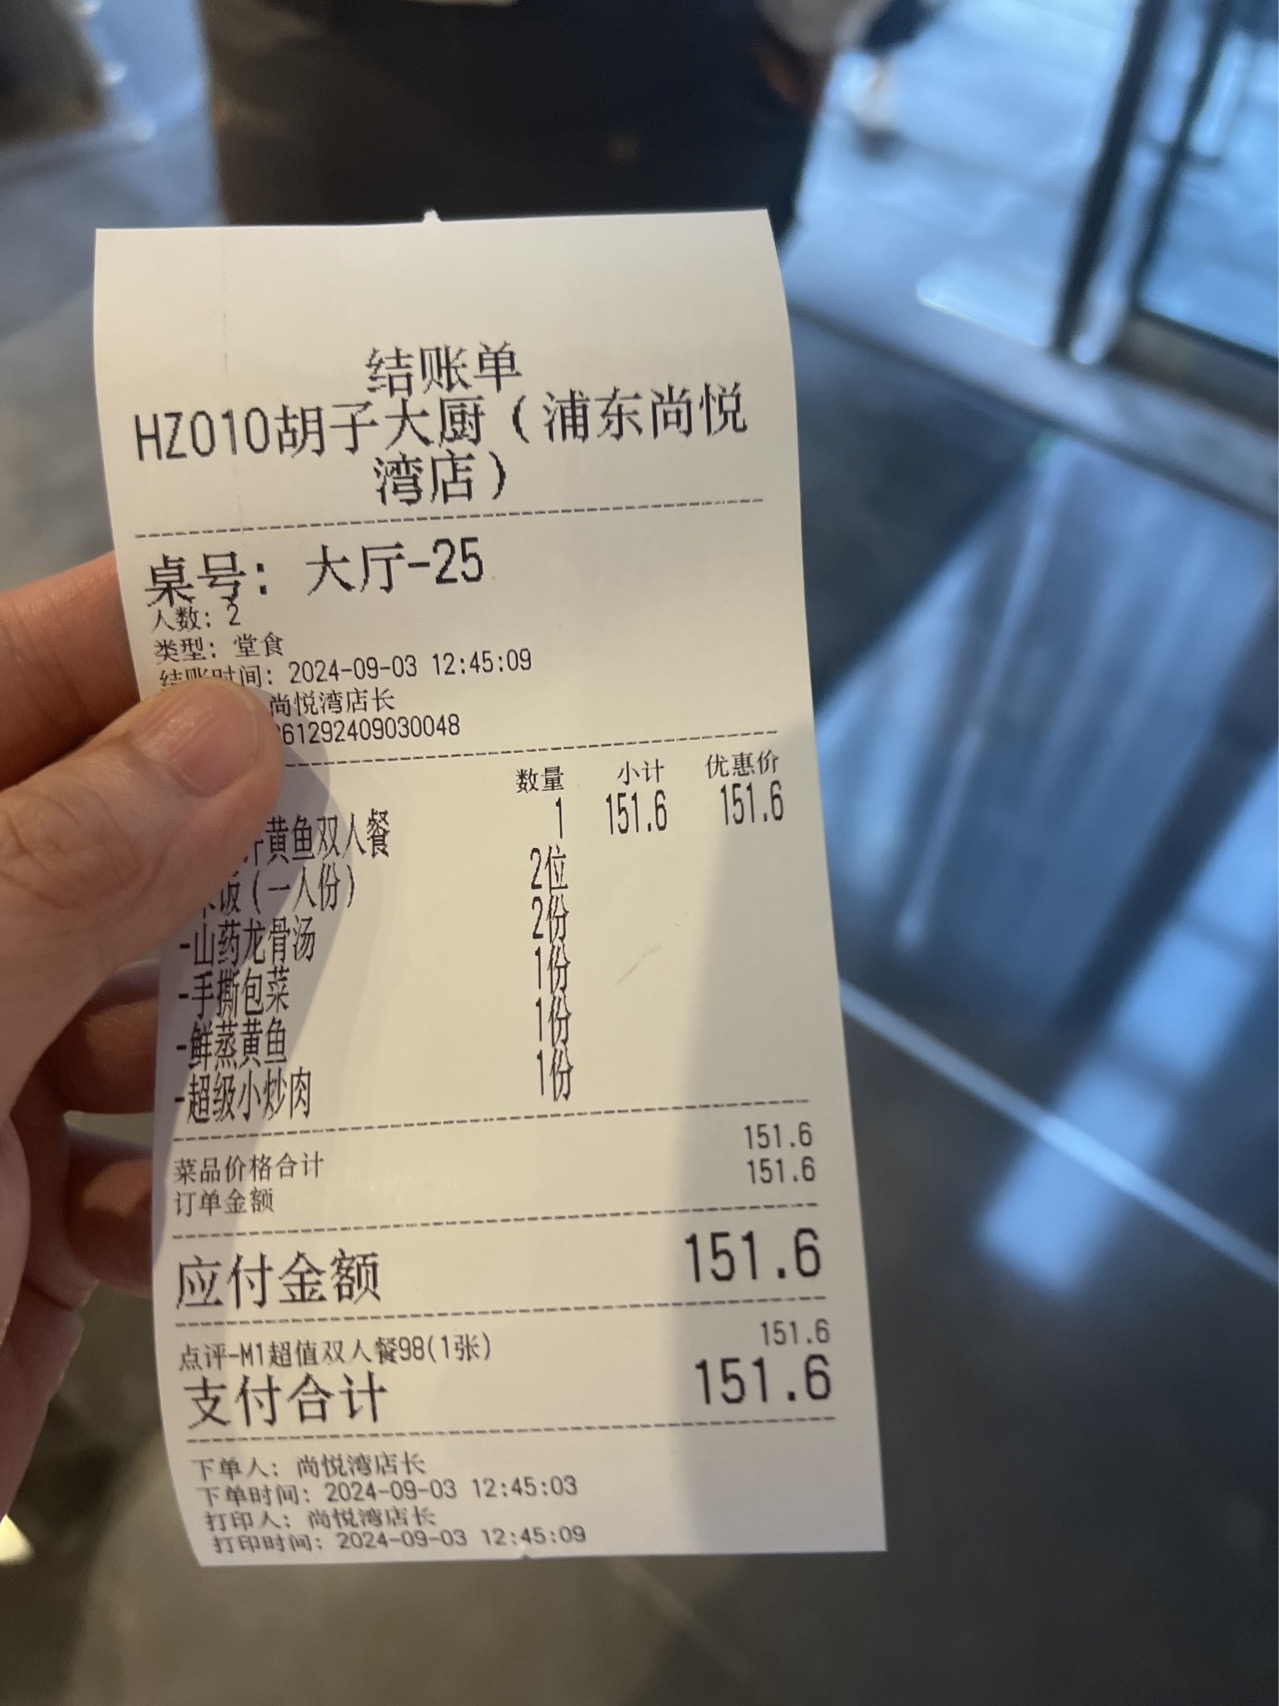 结账单
HZ010胡子大厨（浦东尚悦
湾店）
桌号：大厅-25
人数：2
类型：堂食
结账时间：2024-09-03 12:45:09
尚悦湾店长
61292409030048
数量 小计 优惠价
黄鱼双人餐 1 151.6 151.6
饭（一人份） 2位
-山药龙骨汤 2份
-手撕包菜 1份
-鲜蒸黄鱼 1份
-超级小炒肉 1份
菜品价格合计 151.6
订单金额 151.6
应付金额 151.6
点评-M1超值双人餐98(1张) 151.6
支付合计 151.6
下单人：尚悦湾店长
下单时间：2024-09-03 12:45:03
打印人：尚悦湾店长
打印时间：2024-09-03 12:45:09